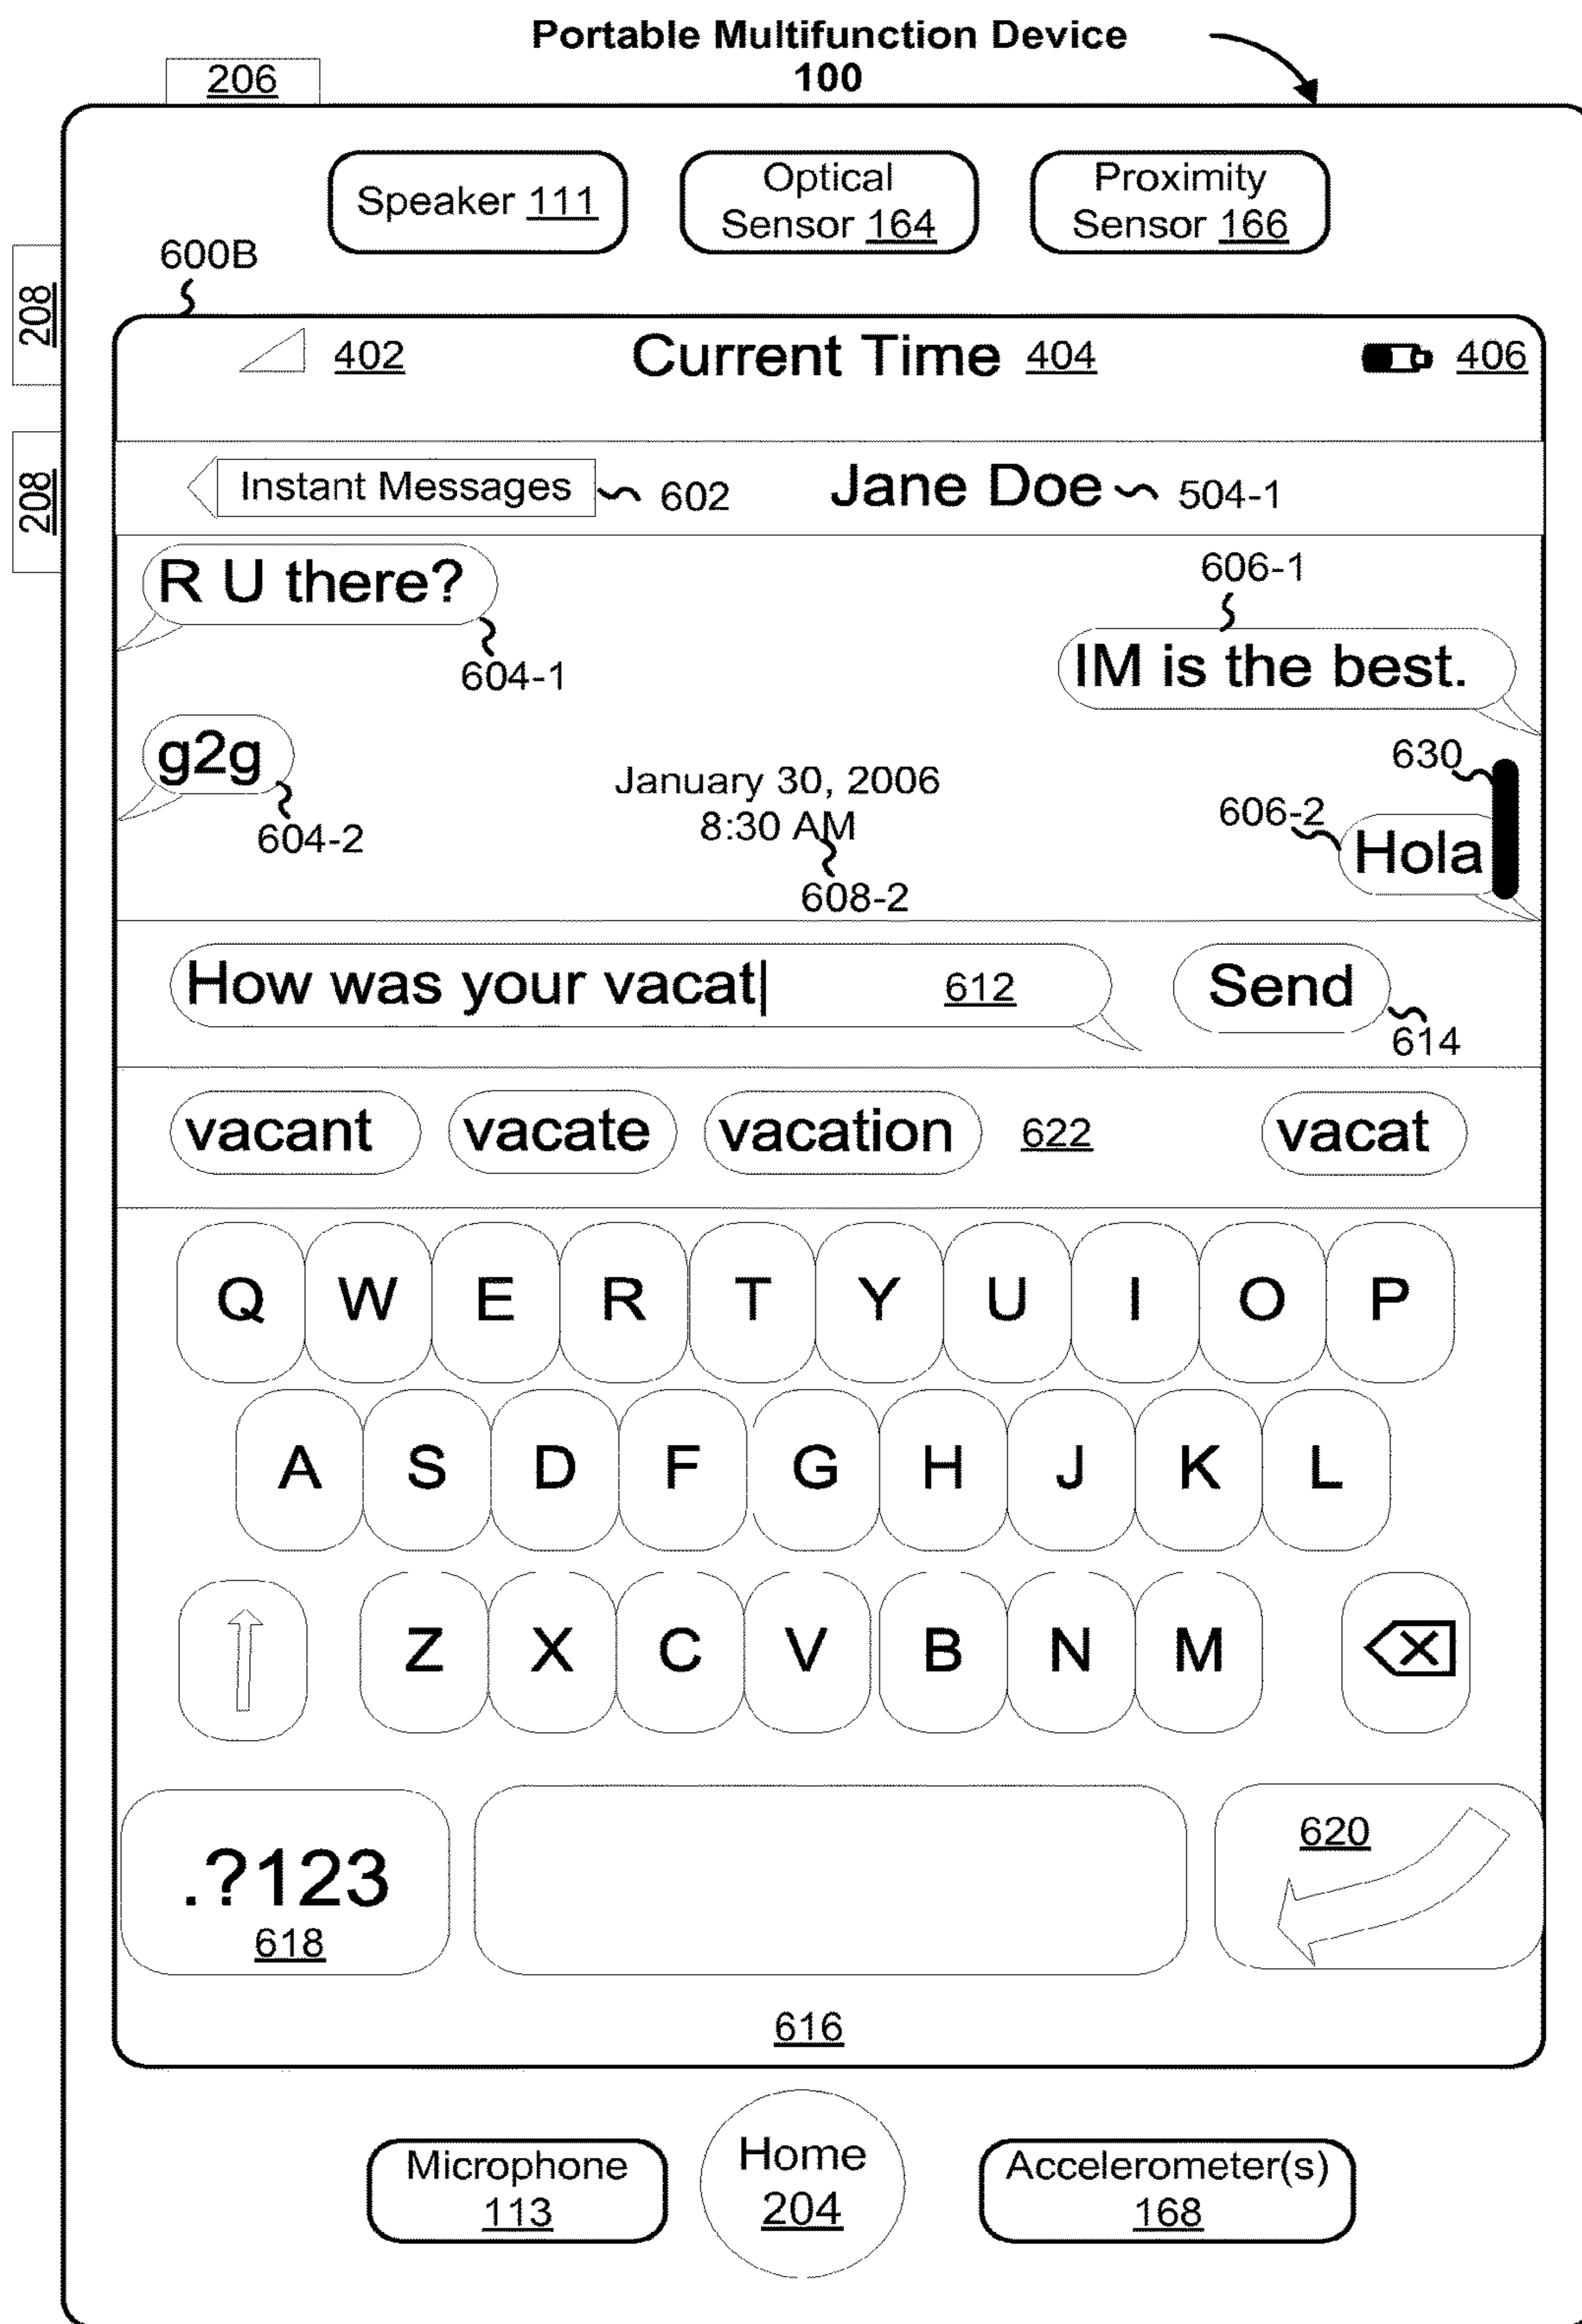 Portable Multifunction Device
100
206
Speaker 111
Optical
Sensor 164
Proximity
Sensor 166
208
208
600B
402
Current Time 404
406
Instant Messages
602
Jane Doe
504-1
R U there?
604-1
606-1
IM is the best.
g2g
604-2
January 30, 2006
8:30 AM
608-2
630
606-2
Hola
How was your vacat
612
Send
614
vacant
vacate
vacation
622
vacat
Q W E R T Y U I O P
A S D F G H J K L
Z X C V B N M
.?123
618
620
616
Microphone
113
Home
204
Accelerometer(s)
168